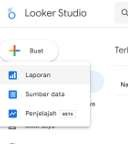 Looker Studio
Buat
Terl
Laporan
Sumber data
Na
Penjelajah BETA